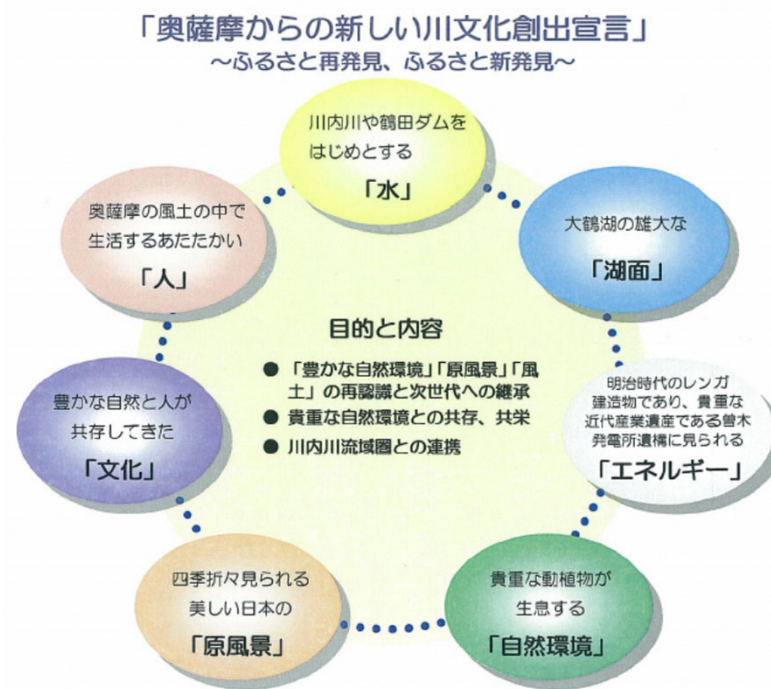 「奥薩摩からの新しい川文化創出宣言」
～ふるさと再発見、ふるさと新発見～
川内川や鶴田ダムを
はじめとする
「水」
大鶴湖の雄大な
「湖面」
明治時代のレンガ
建造物であり、貴重な
近代産業遺産である曽木
発電所遺構に見られる
「エネルギー」
貴重な動植物が
生息する
「自然環境」
四季折々見られる
美しい日本の
「原風景」
豊かな自然と人が
共存してきた
「文化」
奥薩摩の風土の中で
生活するあたたかい
「人」
目的と内容
● 「豊かな自然環境」「原風景」「風
土」の再認識と次世代への継承
● 貴重な自然環境との共存、共栄
● 川内川流域圏との連携